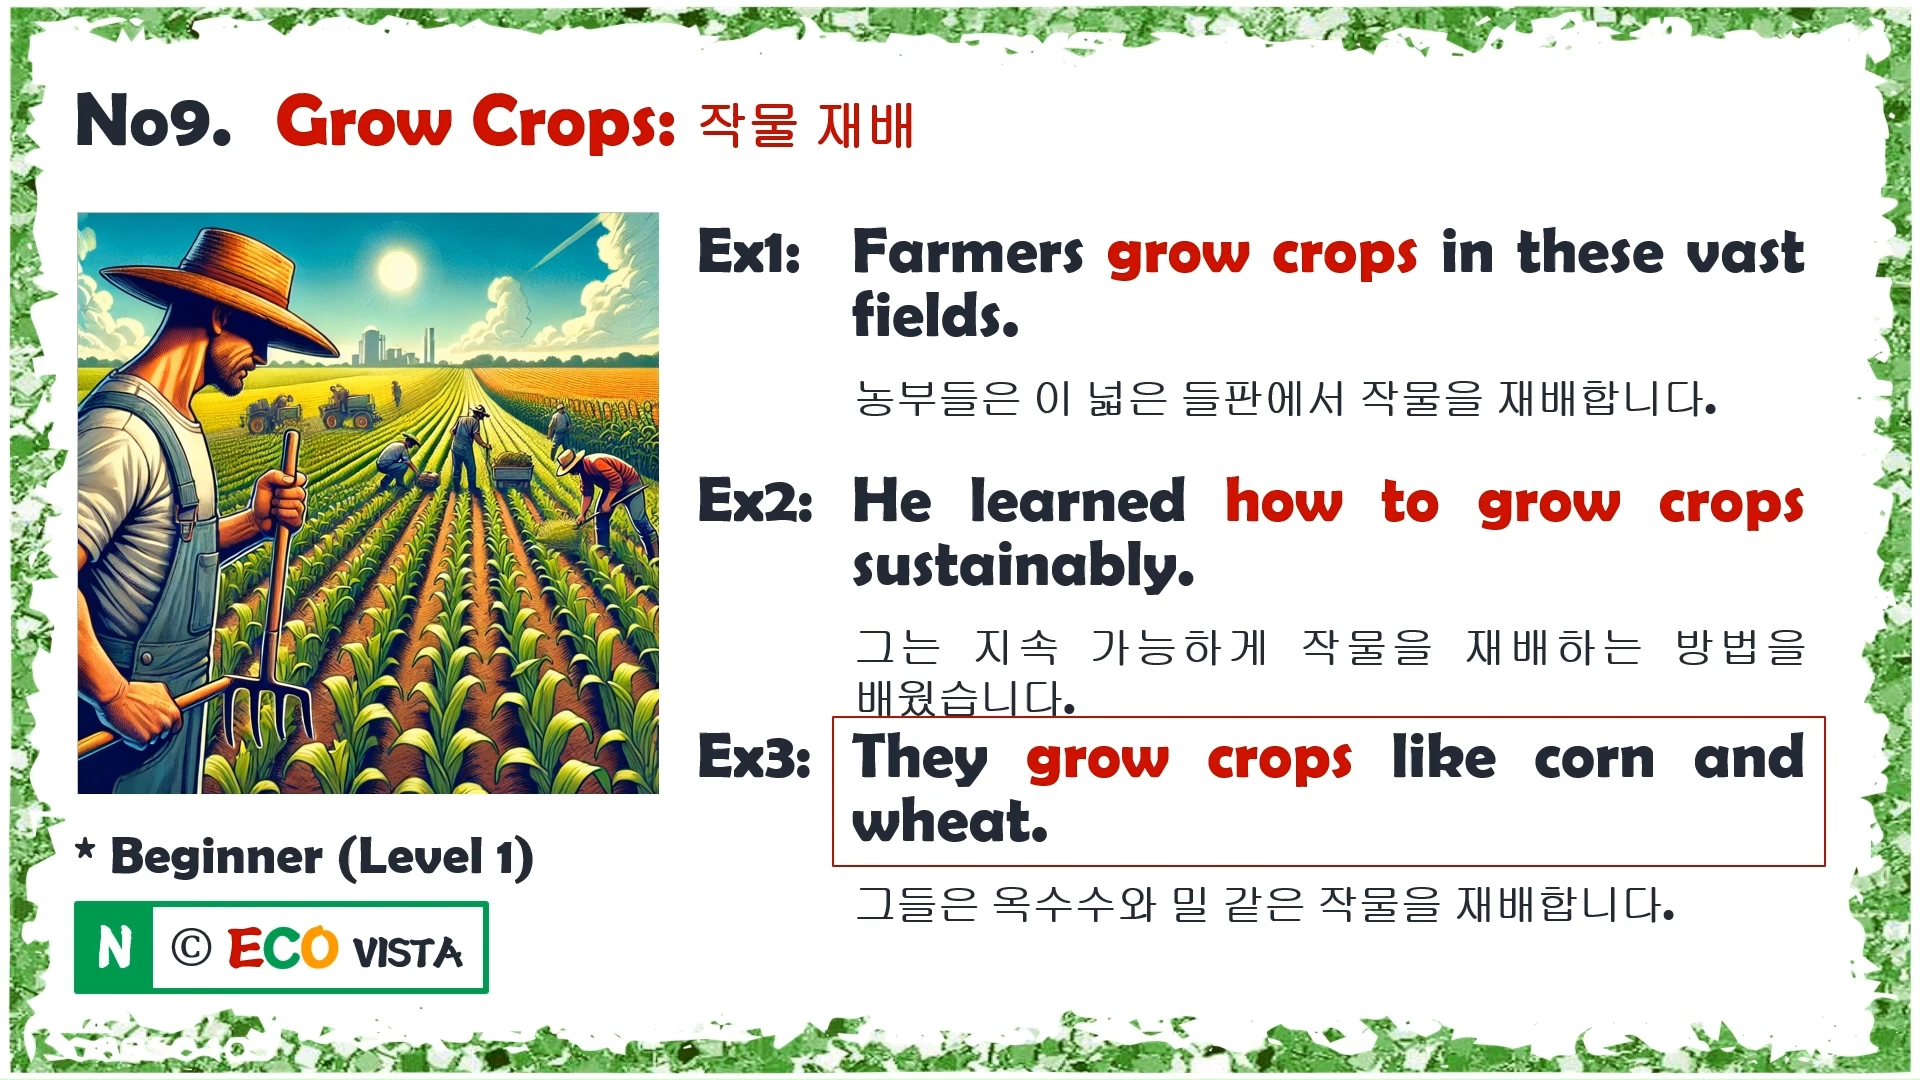 No9. Grow Crops: 작물 재배
Ex1: Farmers grow crops in these vast
fields.
농부들은 이 넓은 들판에서 작물을 재배합니다.
Ex2: He learned how to grow crops
sustainably.
그는 지속 가능하게 작물을 재배하는 방법을
배웠습니다.
Ex3: They grow crops like corn and
wheat.
그들은 옥수수와 밀 같은 작물을 재배합니다.
* Beginner (Level 1)
N © ECO VISTA